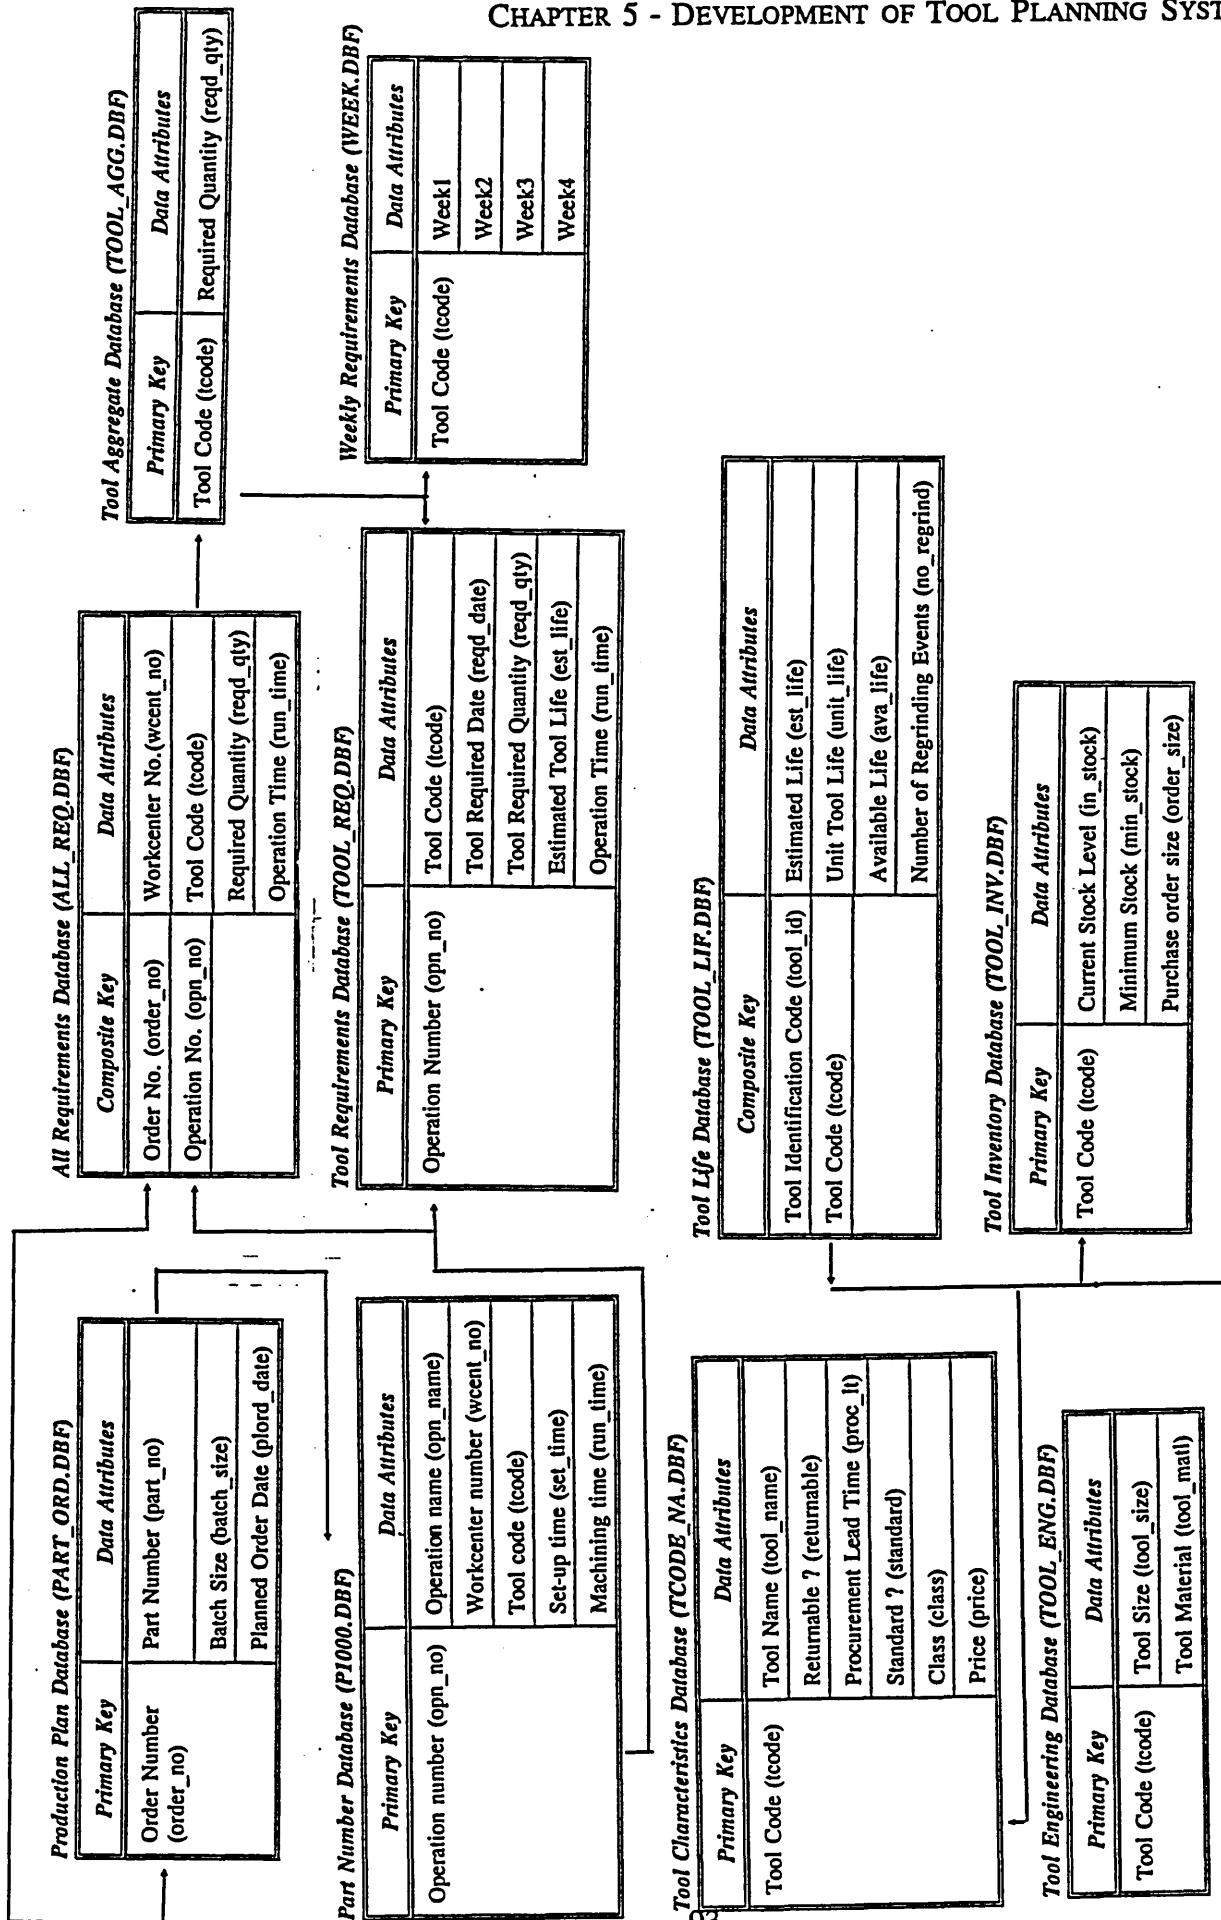 CHAPTER 5 - DEVELOPMENT OF TOOL PLANNING SYST
Production Plan Database (PART_ORD.DBF)
Primary Key Data Attributes
Order Number (order_no) Part Number (part_no)
Batch Size (batch_size)
Planned Order Date (plord_date)
All Requirements Database (ALL_REQ.DBF)
Composite Key Data Attributes
Order No. (order_no) Workcenter No.(wcent_no)
Operation No. (opn_no) Tool Code (tcode)
Required Quantity (reqd_qty)
Operation Time (run_time)
Tool Aggregate Database (TOOL_AGG.DBF)
Primary Key Data Attributes
Tool Code (tcode) Required Quantity (reqd_qty)
Part Number Database (P1000.DBF)
Primary Key Data Attributes
Operation number (opn_no) Operation name (opn_name)
Workcenter number (wcent_no)
Tool code (tcode)
Set-up time (set_time)
Machining time (run_time)
Tool Requirements Database (TOOL_REQ.DBF)
Primary Key Data Attributes
Operation Number (opn_no) Tool Code (tcode)
Tool Required Date (reqd_date)
Tool Required Quantity (reqd_qty)
Estimated Tool Life (est_life)
Operation Time (run_time)
Weekly Requirements Database (WEEK.DBF)
Primary Key Data Attributes
Tool Code (tcode) Week1
Week2
Week3
Week4
Tool Characteristics Database (TCODE_NA.DBF)
Primary Key Data Attributes
Tool Code (tcode) Tool Name (tool_name)
Returnable ? (returnable)
Procurement Lead Time (proc_lt)
Standard ? (standard)
Class (class)
Price (price)
Tool Life Database (TOOL_LIF.DBF)
Composite Key Data Attributes
Tool Identification Code (tool_id) Estimated Life (est_life)
Tool Code (tcode) Unit Tool Life (unit_life)
Available Life (ava_life)
Number of Regrinding Events (no_regrind)
Tool Engineering Database (TOOL_ENG.DBF)
Primary Key Data Attributes
Tool Code (tcode) Tool Size (tool_size)
Tool Material (tool_matl)
Tool Inventory Database (TOOL_INV.DBF)
Primary Key Data Attributes
Tool Code (tcode) Current Stock Level (in_stock)
Minimum Stock (min_stock)
Purchase order size (order_size)